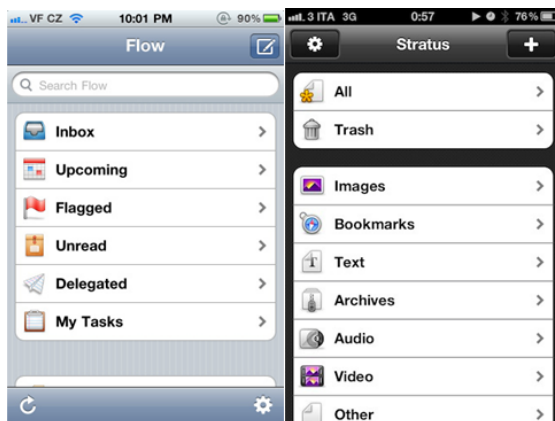 VF CZ 10:01 PM 90%
Flow
Search Flow
Inbox
Upcoming
Flagged
Unread
Delegated
My Tasks
3 ITA 3G 0:57 76%
Stratus
All
Trash
Images
Bookmarks
T Text
Archives
Audio
Video
Other